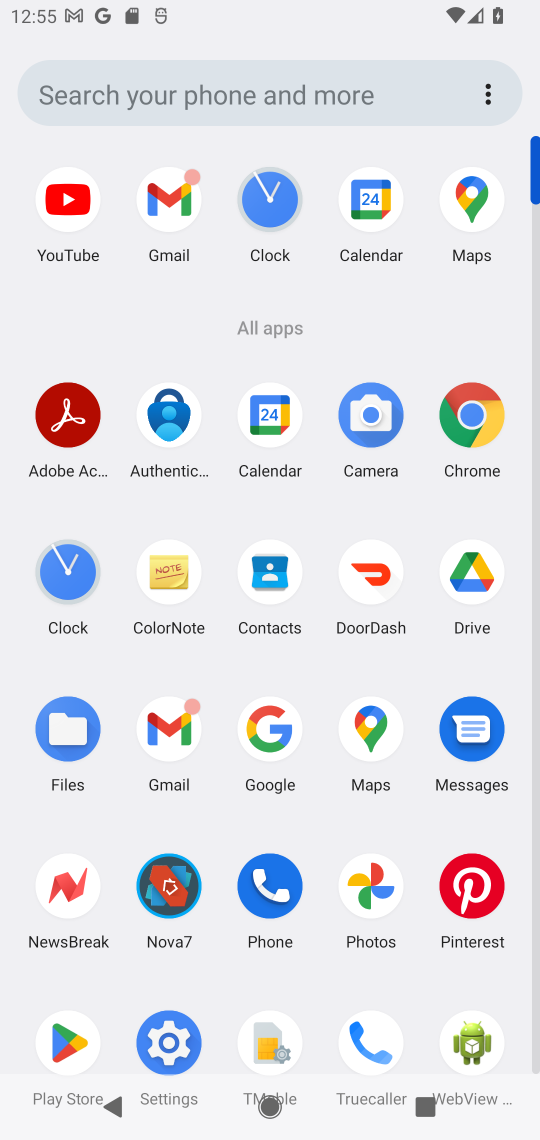 12:55
Search your phone and more
YouTube Gmail Clock Calendar Maps
All apps
Adobe Ac... Authentic... Calendar Camera Chrome
Clock ColorNote Contacts DoorDash Drive
Files Gmail Google Maps Messages
NewsBreak Nova7 Phone Photos Pinterest
Play Store Settings TMobile Truecaller WebView ...